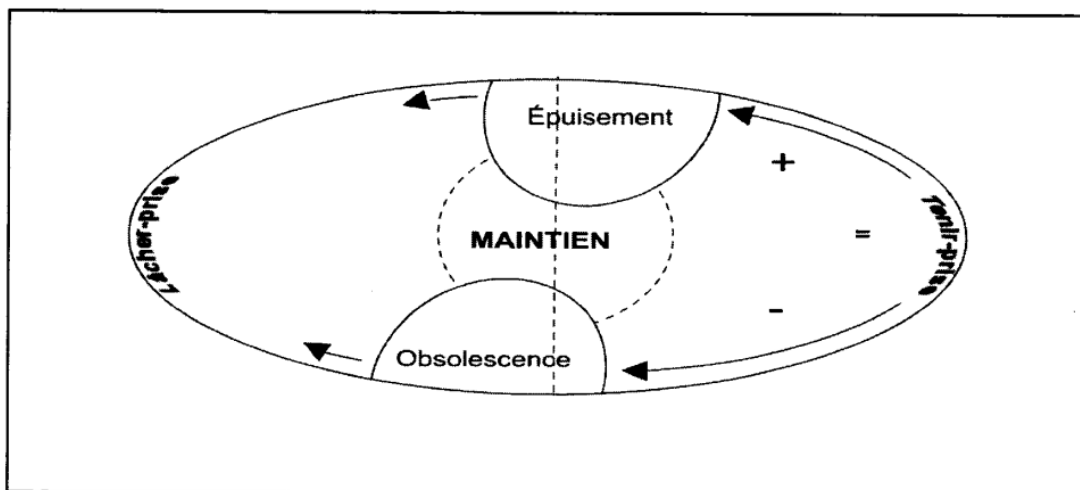 Épuisement
+
Lâcher-prise
MAINTIEN
=
Tenir-prise
-
Obsolescence